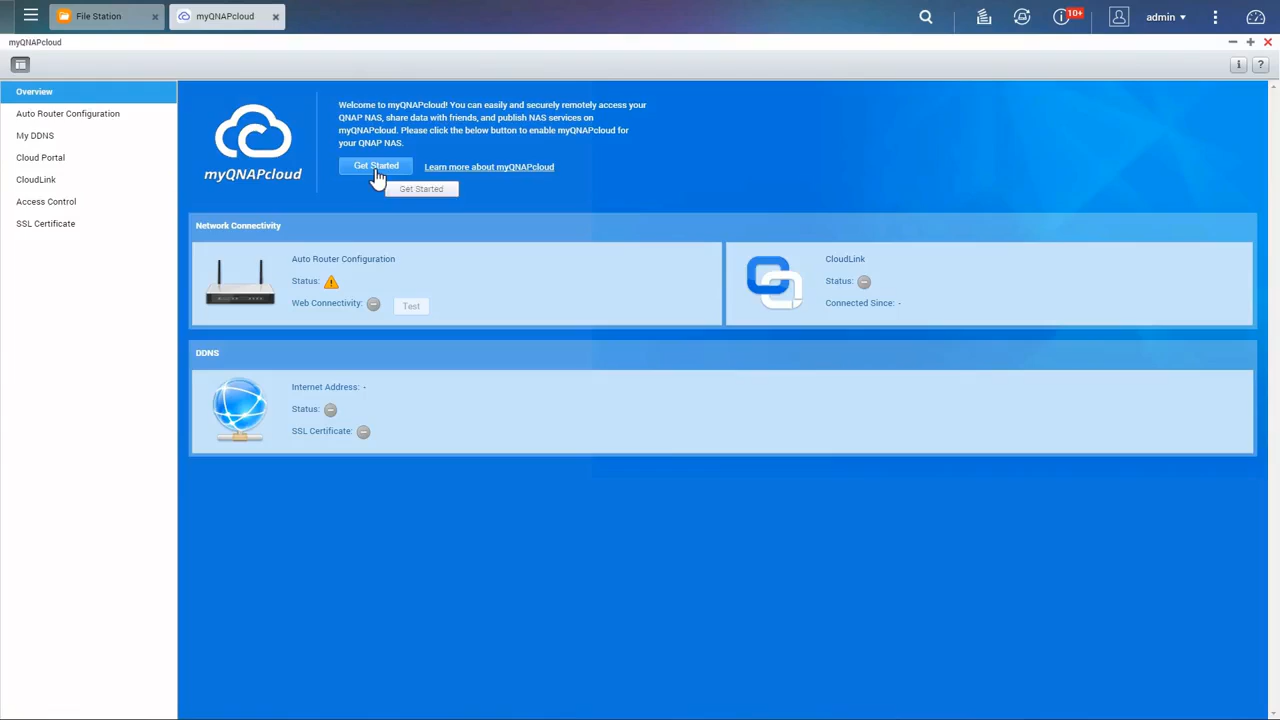 File Station
myQNAPcloud
10+
admin
myQNAPcloud
Overview
Auto Router Configuration
My DDNS
Cloud Portal
CloudLink
Access Control
SSL Certificate
myQNAPcloud
Welcome to myQNAPcloud! You can easily and securely remotely access your
QNAP NAS, share data with friends, and publish NAS services on
myQNAPcloud. Please click the below button to enable myQNAPcloud for
your QNAP NAS.
Get Started
Learn more about myQNAPcloud
Get Started
Network Connectivity
Auto Router Configuration
Status:
Web Connectivity:
Test
CloudLink
Status:
Connected Since: -
DDNS
Internet Address: -
Status:
SSL Certificate: